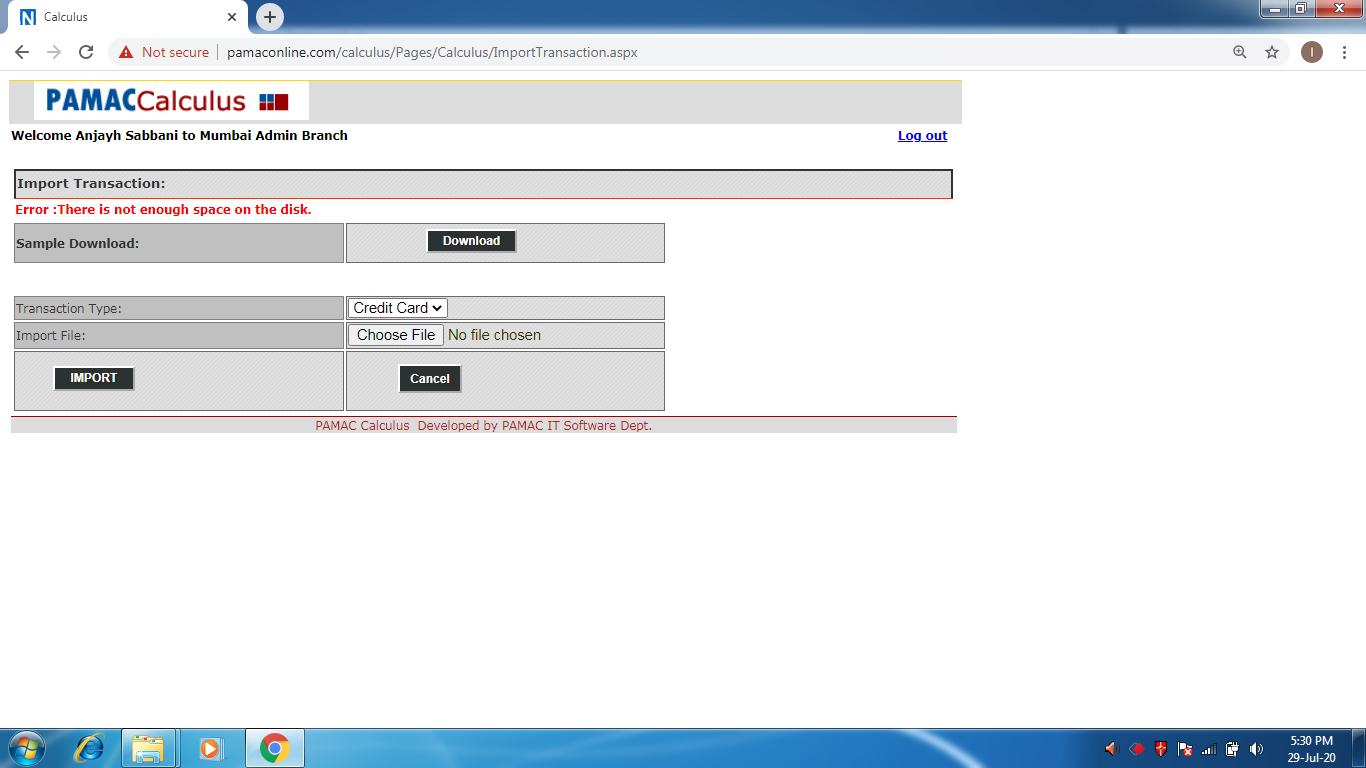 Calculus
Not secure pamaconline.com/calculus/Pages/Calculus/ImportTransaction.aspx I
PAMACCalculus
Welcome Anjayh Sabbani to Mumbai Admin Branch Log out
Import Transaction:
Error :There is not enough space on the disk.
Sample Download: Download
Transaction Type: Credit Card
Import File: Choose File No file chosen
IMPORT Cancel
PAMAC Calculus Developed by PAMAC IT Software Dept.
5:30 PM
29-Jul-20